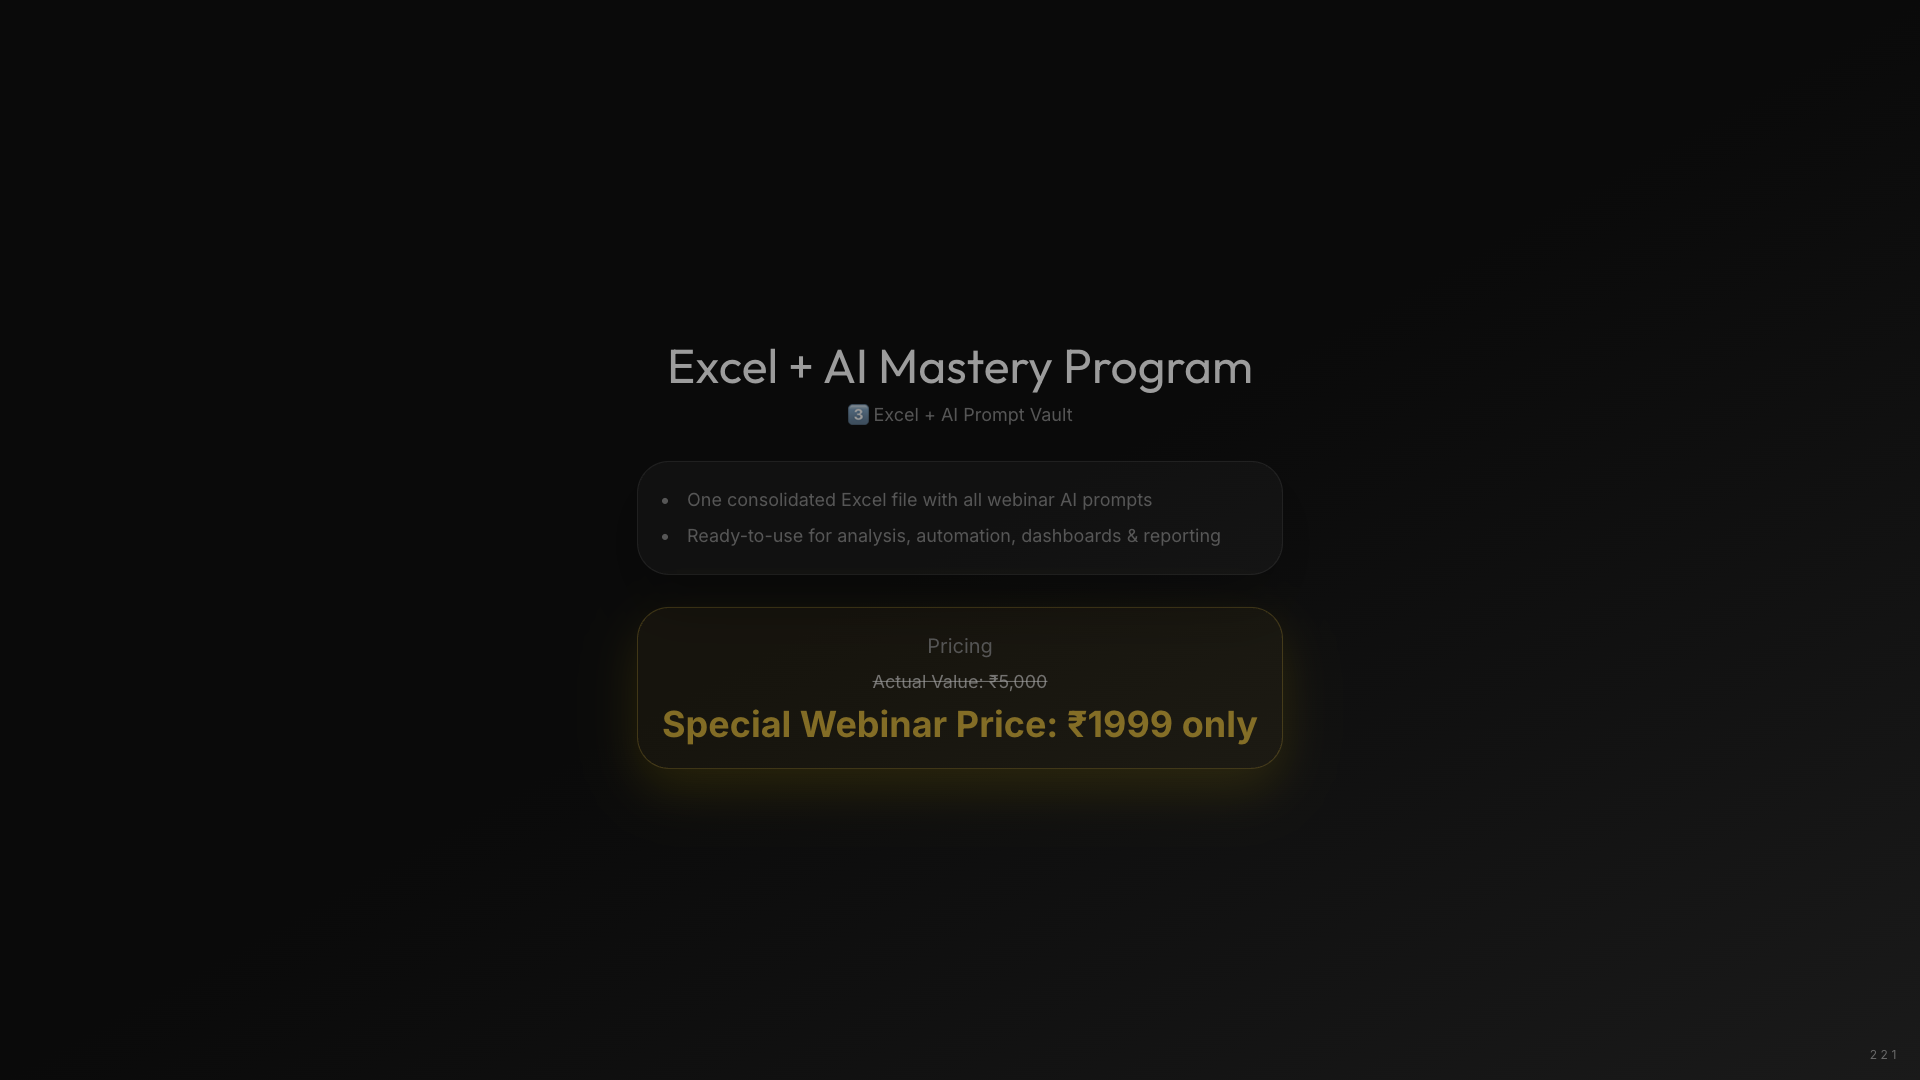 Excel + AI Mastery Program
3️⃣ Excel + AI Prompt Vault
• One consolidated Excel file with all webinar AI prompts
• Ready-to-use for analysis, automation, dashboards & reporting
Pricing
Actual Value: ₹5,000
Special Webinar Price: ₹1999 only
221